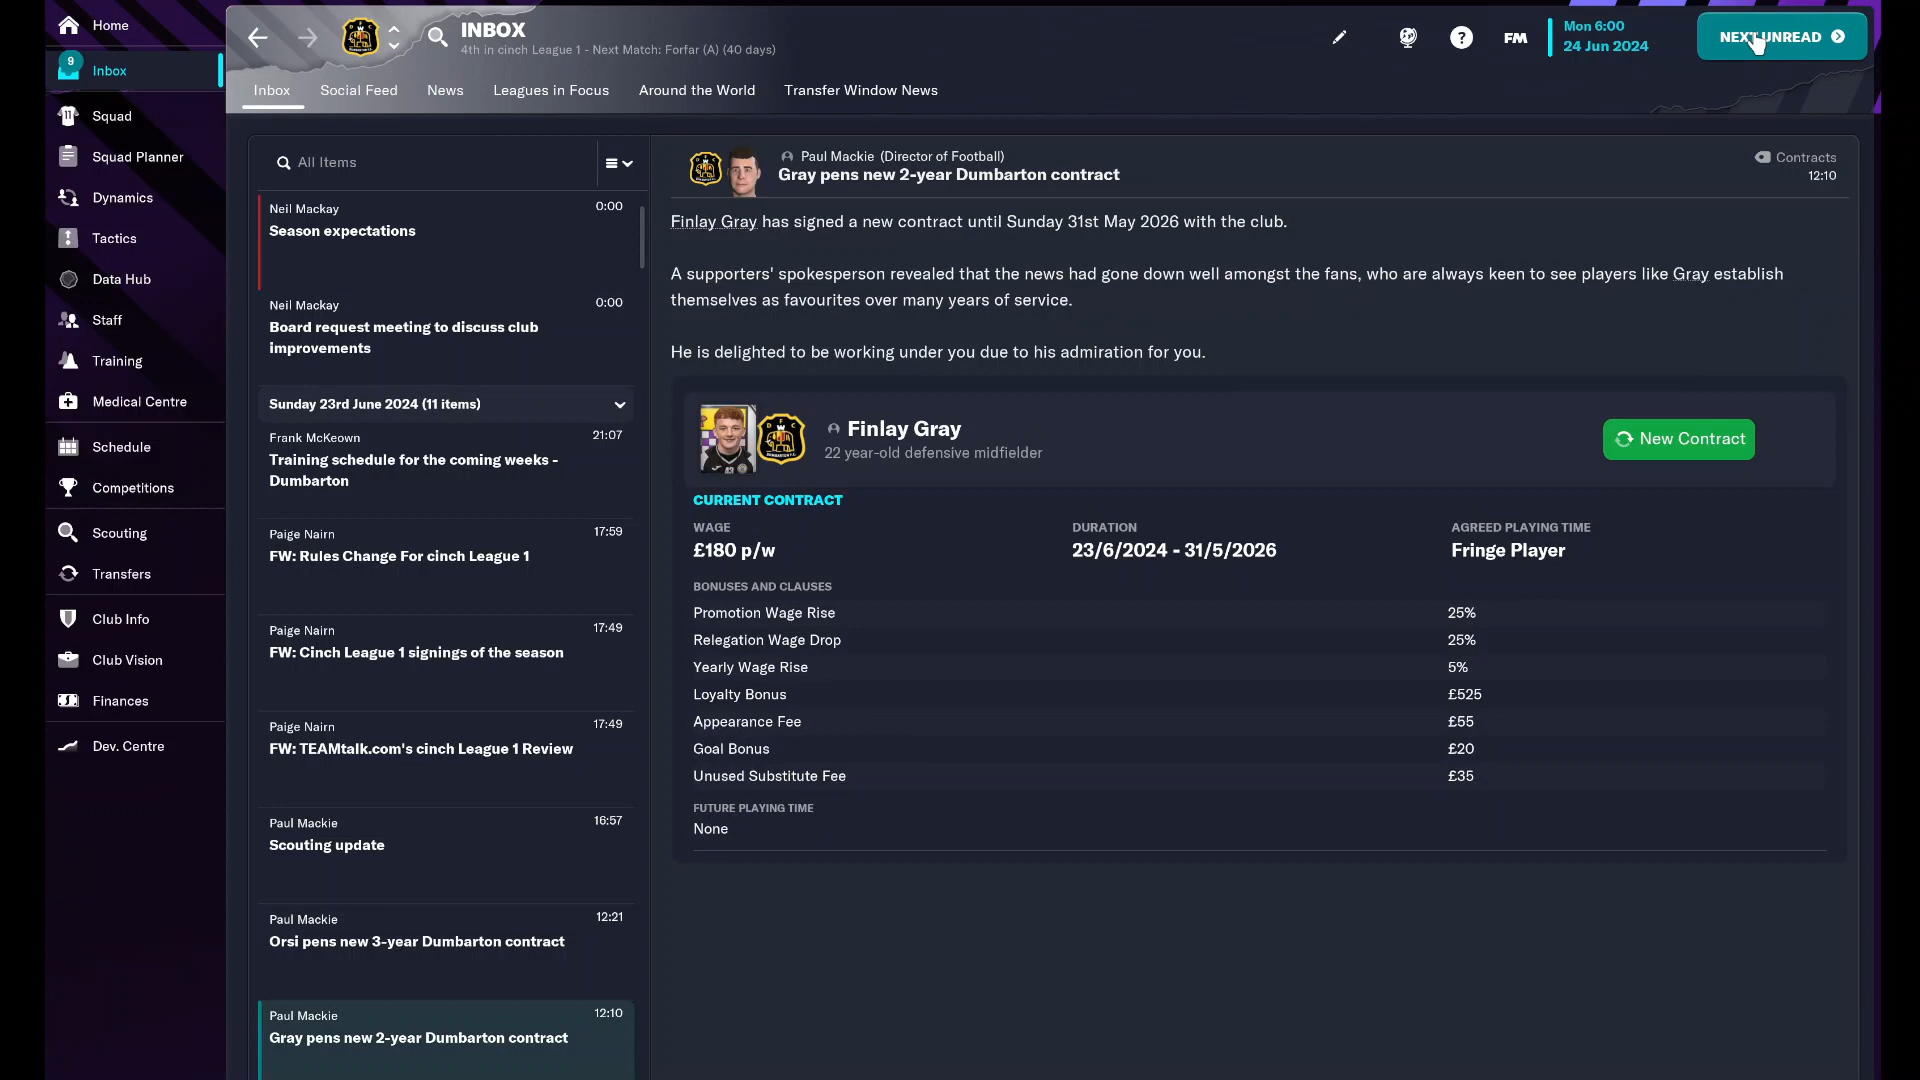 Home
9
Inbox
Squad
Squad Planner
Dynamics
Tactics
Data Hub
Staff
Training
Medical Centre
Schedule
Competitions
Scouting
Transfers
Club Info
Club Vision
Finances
Dev. Centre
INBOX
4th in cinch League 1 - Next Match: Forfar (A) (40 days)
FM
Mon 6:00
24 Jun 2024
NEXT UNREAD
Inbox
Social Feed
News
Leagues in Focus
Around the World
Transfer Window News
All Items
Neil Mackay 0:00
Season expectations
Neil Mackay 0:00
Board request meeting to discuss club
improvements
Sunday 23rd June 2024 (11 items)
Frank McKeown 21:07
Training schedule for the coming weeks -
Dumbarton
Paige Nairn 17:59
FW: Rules Change For cinch League 1
Paige Nairn 17:49
FW: Cinch League 1 signings of the season
Paige Nairn 17:49
FW: TEAMtalk.com's cinch League 1 Review
Paul Mackie 16:57
Scouting update
Paul Mackie 12:21
Orsi pens new 3-year Dumbarton contract
Paul Mackie 12:10
Gray pens new 2-year Dumbarton contract
Paul Mackie (Director of Football)
Gray pens new 2-year Dumbarton contract
Contracts
12:10
Finlay Gray has signed a new contract until Sunday 31st May 2026 with the club.
A supporters' spokesperson revealed that the news had gone down well amongst the fans, who are always keen to see players like Gray establish
themselves as favourites over many years of service.
He is delighted to be working under you due to his admiration for you.
Finlay Gray
22 year-old defensive midfielder
New Contract
CURRENT CONTRACT
WAGE DURATION AGREED PLAYING TIME
£180 p/w 23/6/2024 - 31/5/2026 Fringe Player
BONUSES AND CLAUSES
Promotion Wage Rise 25%
Relegation Wage Drop 25%
Yearly Wage Rise 5%
Loyalty Bonus £525
Appearance Fee £55
Goal Bonus £20
Unused Substitute Fee £35
FUTURE PLAYING TIME
None